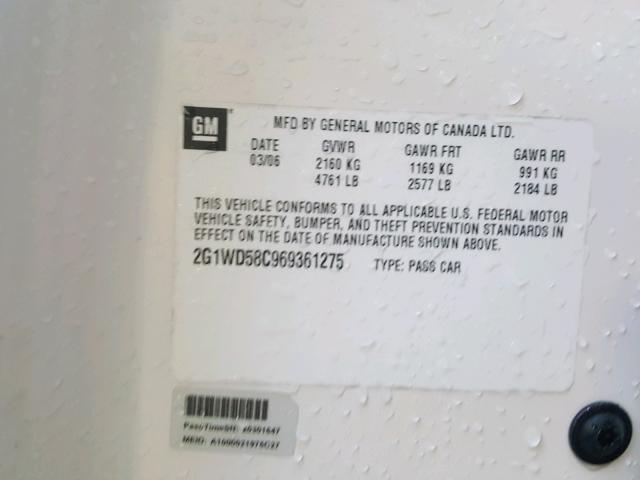 GM
MFD BY GENERAL MOTORS OF CANADA LTD.
DATE GVWR GAWR FRT GAWR RR
03/06 2160 KG 1169 KG 991 KG
4761 LB 2577 LB 2184 LB
THIS VEHICLE CONFORMS TO ALL APPLICABLE U.S. FEDERAL MOTOR
VEHICLE SAFETY, BUMPER, AND THEFT PREVENTION STANDARDS IN
EFFECT ON THE DATE OF MANUFACTURE SHOWN ABOVE.
2G1WD58C969361275 TYPE: PASS CAR
PassTimeSN: